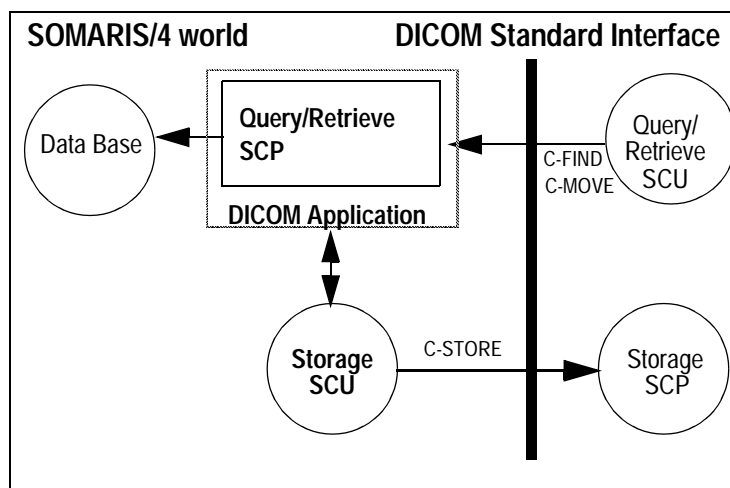 SOMARIS/4 world
DICOM Standard Interface
Data Base
Query/Retrieve
SCP
DICOM Application
C-FIND
C-MOVE
Query/
Retrieve
SCU
Storage
SCU
C-STORE
Storage
SCP